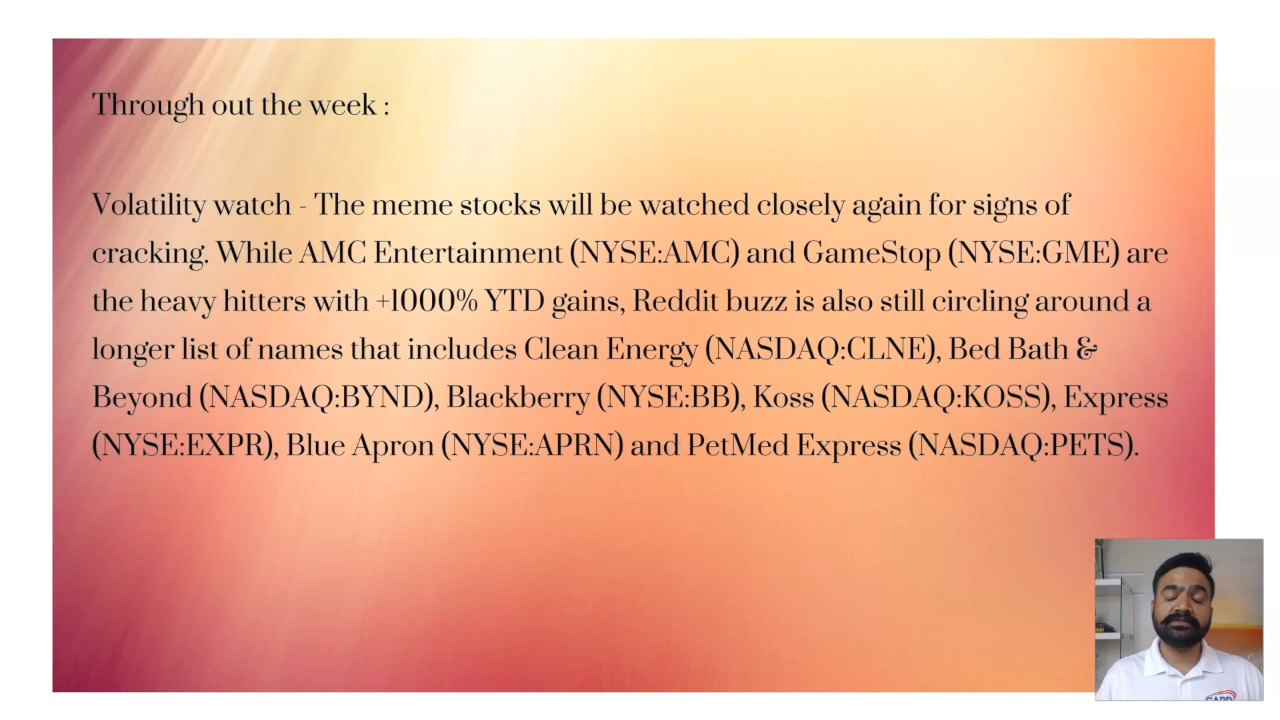 Through out the week :
Volatility watch - The meme stocks will be watched closely again for signs of
cracking. While AMC Entertainment (NYSE:AMC) and GameStop (NYSE:GME) are
the heavy hitters with +1000% YTD gains, Reddit buzz is also still circling around a
longer list of names that includes Clean Energy (NASDAQ:CLNE), Bed Bath &
Beyond (NASDAQ:BYND), Blackberry (NYSE:BB), Koss (NASDAQ:KOSS), Express
(NYSE:EXPR), Blue Apron (NYSE:APRN) and PetMed Express (NASDAQ:PETS).